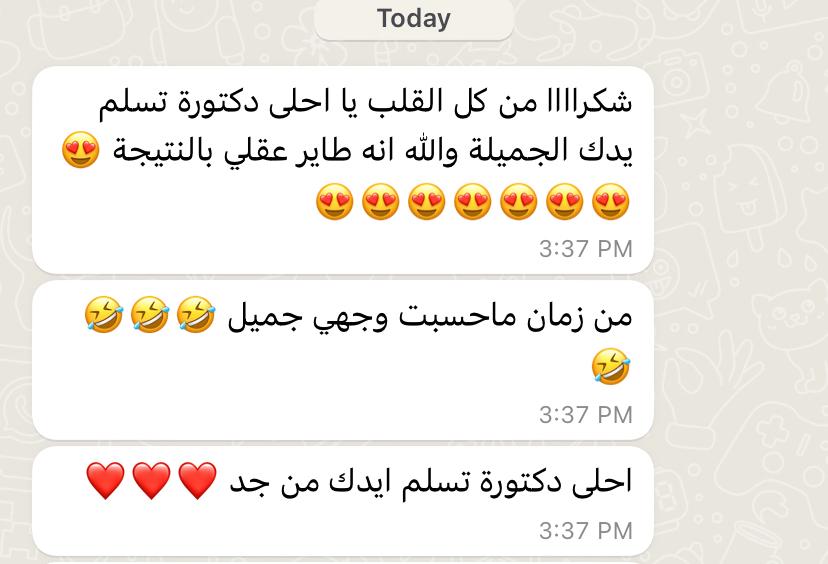 Today
شكراااا من كل القلب يا احلى دكتورة تسلم
يدك الجميلة والله انه طاير عقلي بالنتيجة 😍
😍😍😍😍😍😍😍
3:37 PM
من زمان ماحسبت وجهي جميل 🤣🤣🤣
🤣
3:37 PM
احلى دكتورة تسلم ايدك من جد ❤️❤️❤️
3:37 PM